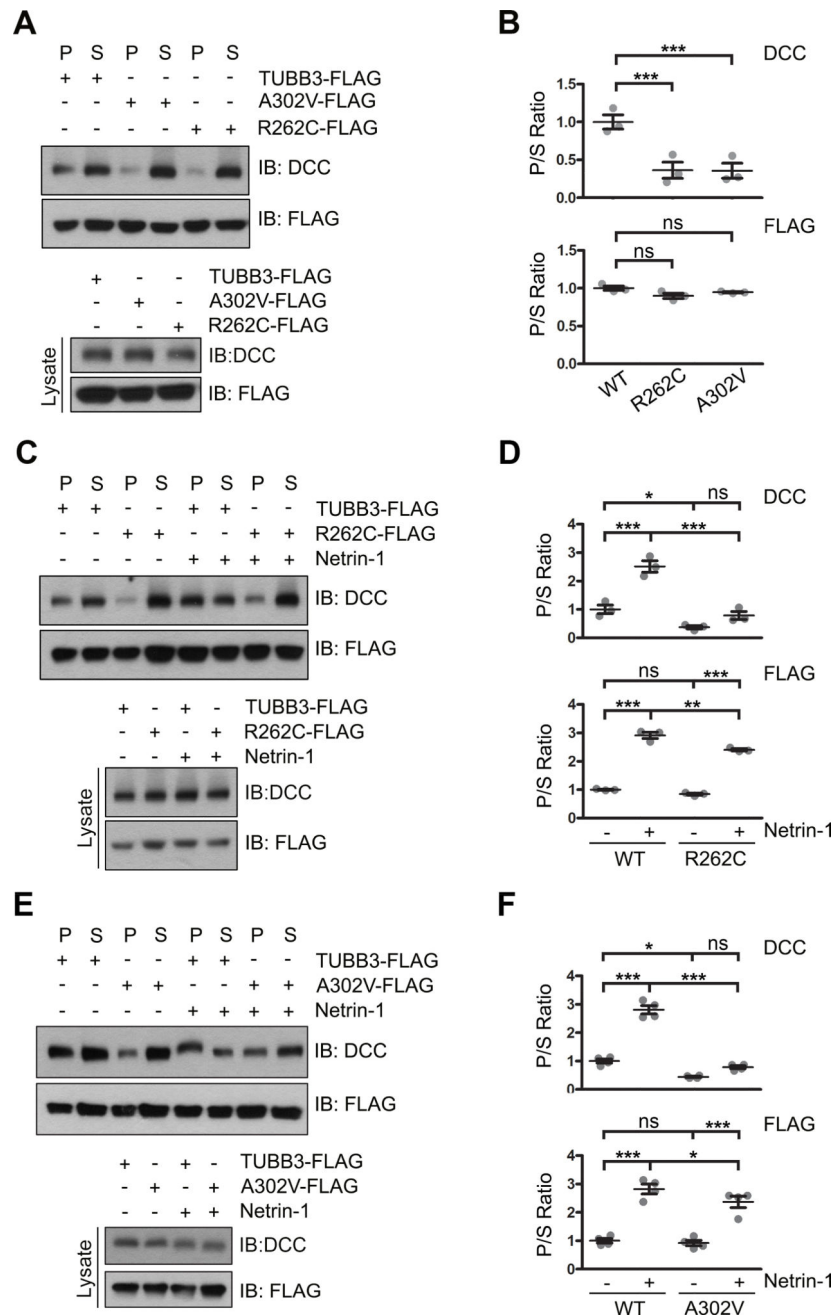 A
P S P S P S
+ + - - - - TUBB3-FLAG
- - + + - - A302V-FLAG
- - - - + + R262C-FLAG
IB: DCC
IB: FLAG
+ - - TUBB3-FLAG
- + - A302V-FLAG
- - + R262C-FLAG
Lysate
IB:DCC
IB: FLAG
B
*** DCC
***
P/S Ratio
1.5
1.0
0.5
0.0
ns FLAG
ns
P/S Ratio
1.5
1.0
0.5
0.0
WT R262C A302V
C
P S P S P S P S
+ + - - + + - - TUBB3-FLAG
- - + + - - + + R262C-FLAG
- - - - + + + + Netrin-1
IB: DCC
IB: FLAG
+ - + - TUBB3-FLAG
- + - + R262C-FLAG
- - + + Netrin-1
Lysate
IB:DCC
IB: FLAG
D
* ns DCC
*** ***
P/S Ratio
4
3
2
1
0
ns *** FLAG
*** **
P/S Ratio
4
3
2
1
0
- + - + Netrin-1
WT R262C
E
P S P S P S P S
+ + - - + + - - TUBB3-FLAG
- - + + - - + + A302V-FLAG
- - - - + + + + Netrin-1
IB: DCC
IB: FLAG
+ - + - TUBB3-FLAG
- + - + A302V-FLAG
- - + + Netrin-1
Lysate
IB:DCC
IB: FLAG
F
* ns DCC
*** ***
P/S Ratio
4
3
2
1
0
ns *** FLAG
*** *
P/S Ratio
4
3
2
1
0
- + - + Netrin-1
WT A302V